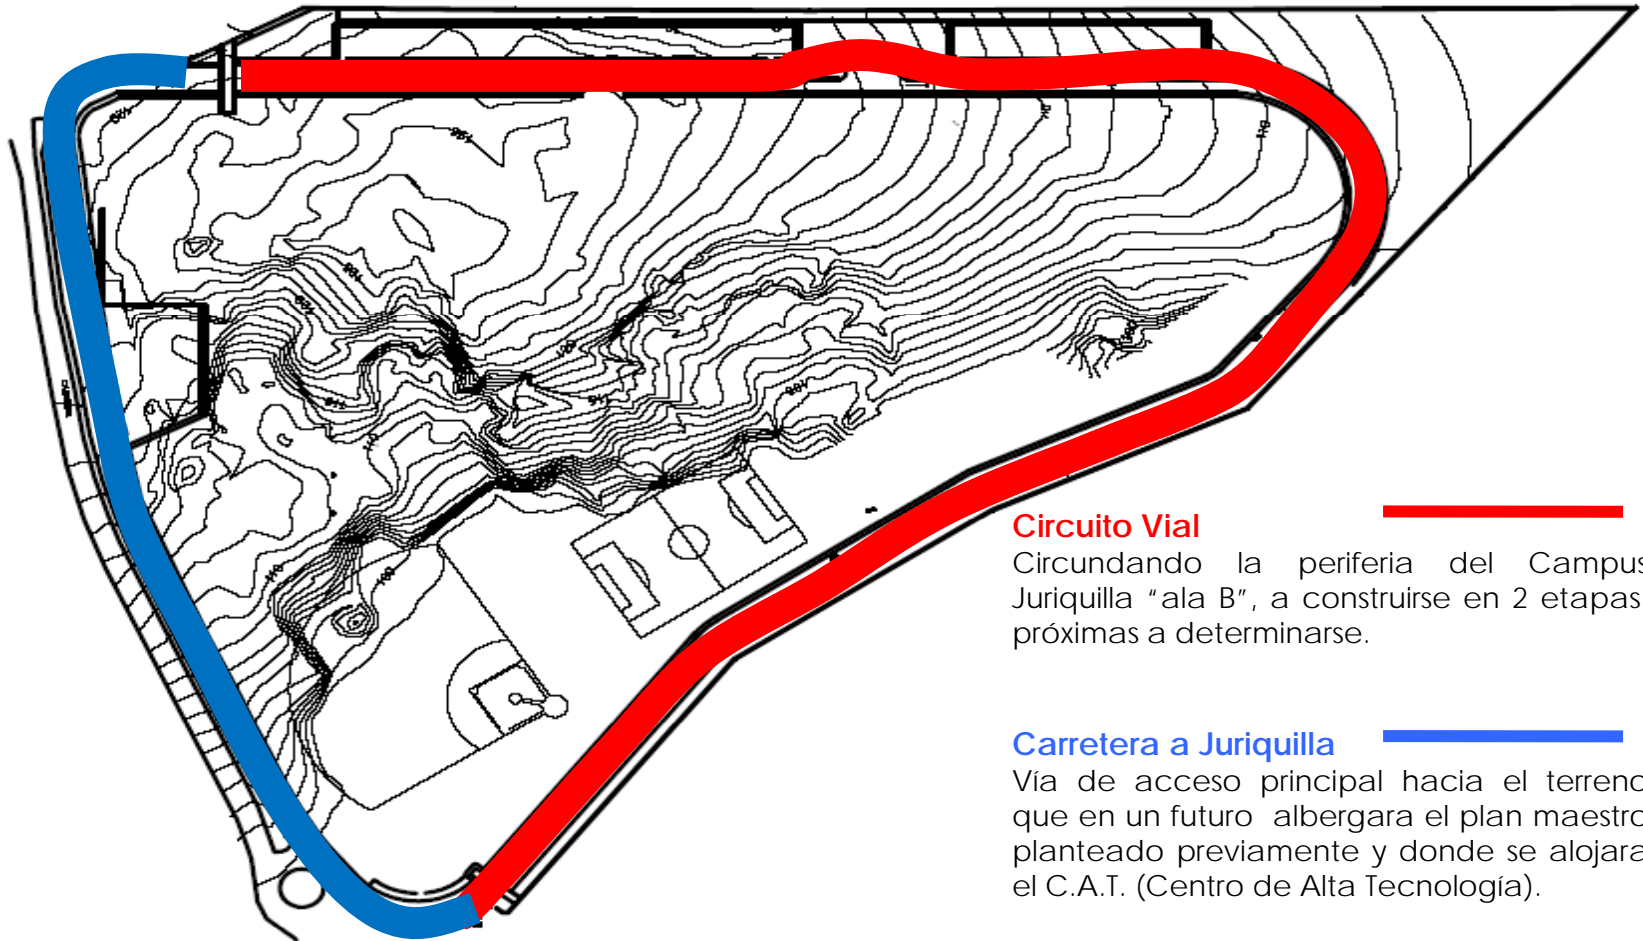 Circuito Vial
Circundando la periferia del Campus
Juriquilla “ala B”, a construirse en 2 etapas
próximas a determinarse.
Carretera a Juriquilla
Vía de acceso principal hacia el terreno
que en un futuro albergara el plan maestro
planteado previamente y donde se alojara
el C.A.T. (Centro de Alta Tecnología).